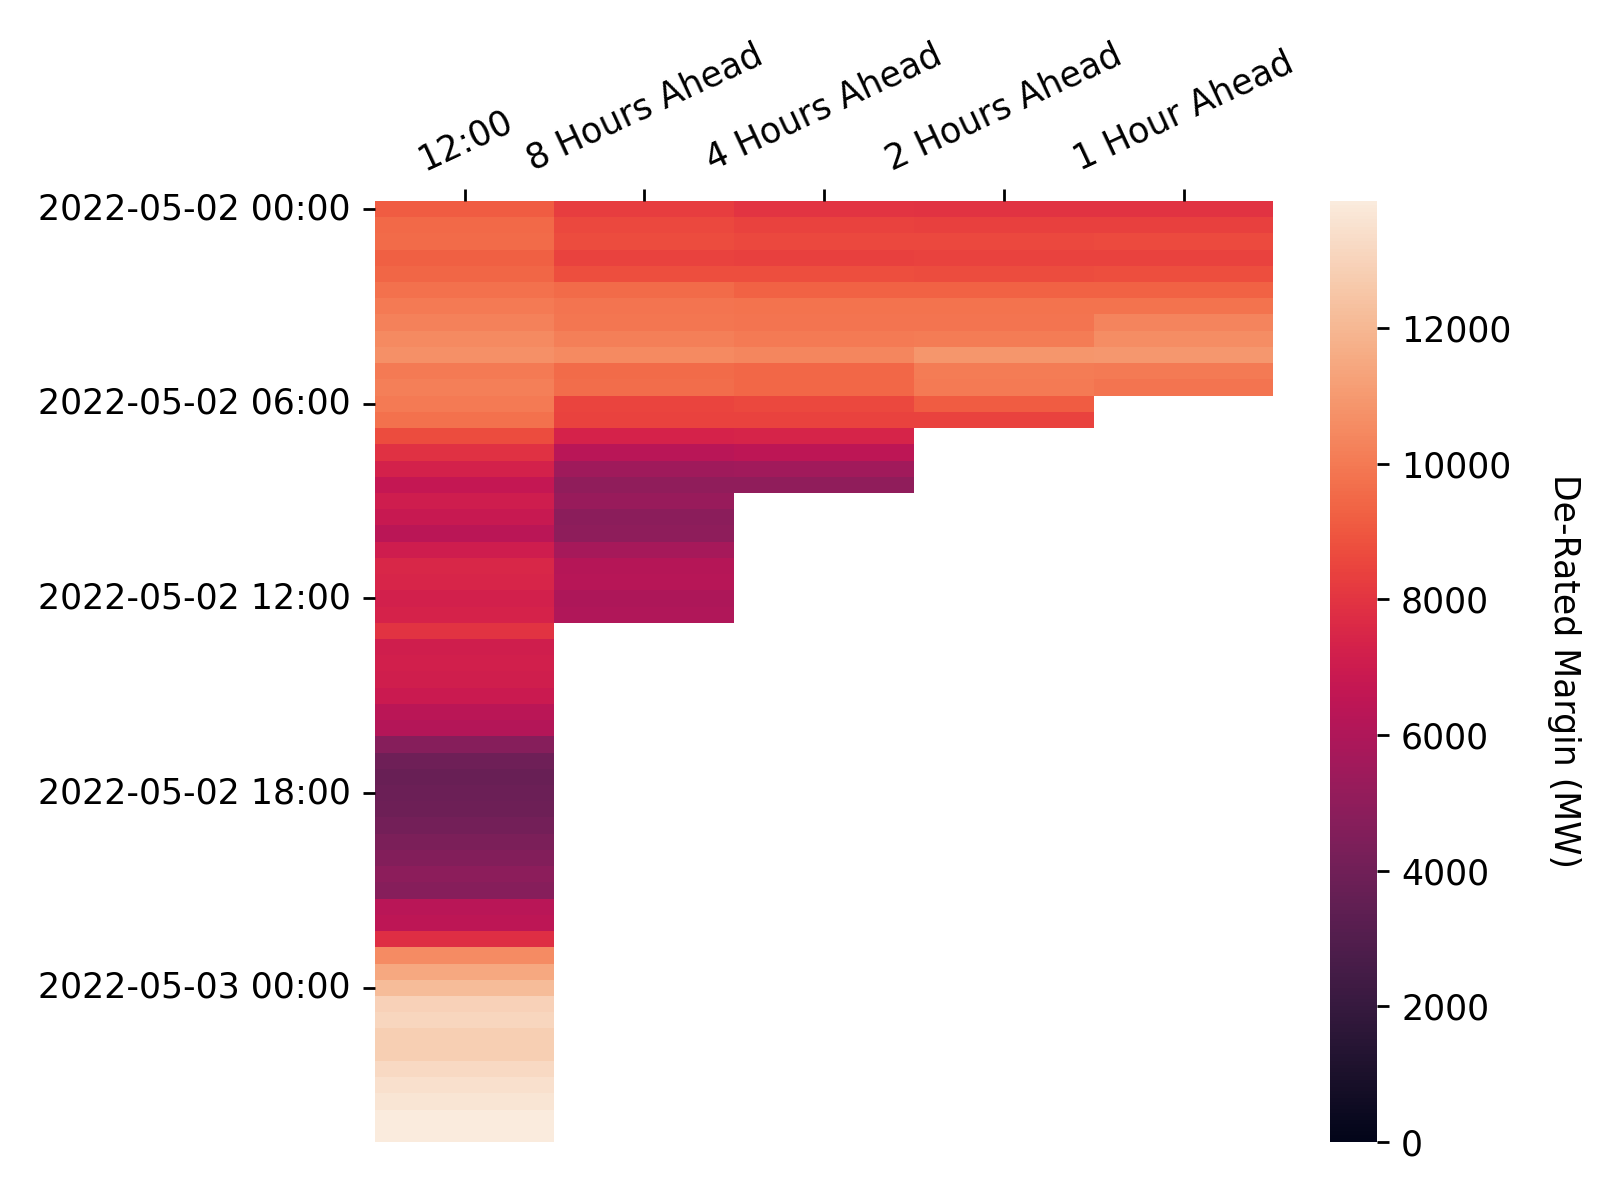 12:00
8 Hours Ahead
4 Hours Ahead
2 Hours Ahead
1 Hour Ahead
2022-05-02 00:00
2022-05-02 06:00
2022-05-02 12:00
2022-05-02 18:00
2022-05-03 00:00
12000
10000
8000
6000
4000
2000
0
De-Rated Margin (MW)